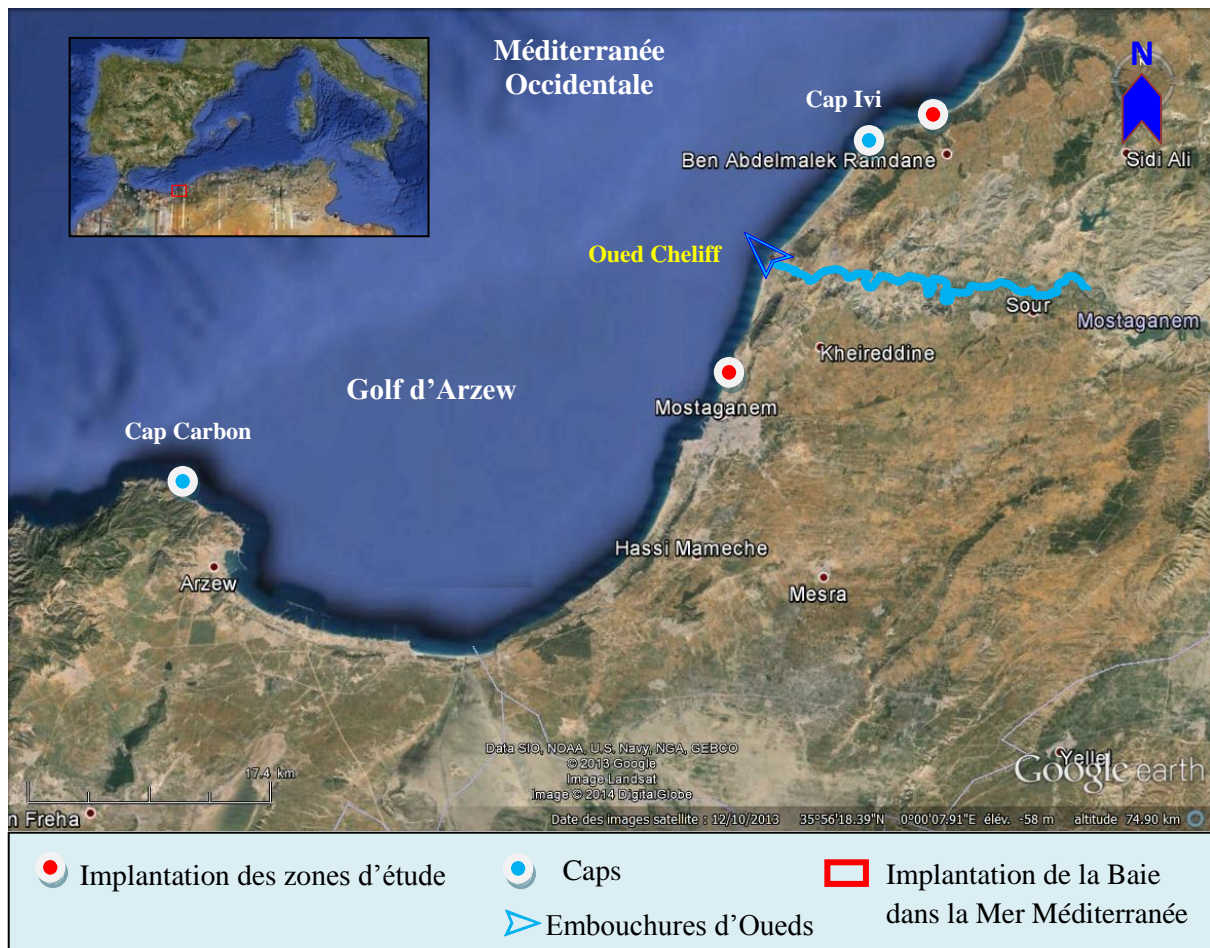 Méditerranée
Occidentale
N
Cap Ivi
Ben Abdelmalek Ramdane
Sidi Ali
Oued Cheliff
Sour
Mostaganem
Kheireddine
Golf d’Arzew
Mostaganem
Cap Carbon
Hassi Mameche
Arzew
Mesra
Data SIO, NOAA, U.S. Navy, NGA, GEBCO
© 2013 Google
Image Landsat
Image © 2014 DigitalGlobe
Yellel
Google earth
17.4 km
n Freha
Date des images satellite : 12/10/2013 35°56'18.39"N 0°00'07.91"E élév. -58 m altitude 74.90 km
Implantation des zones d’étude
Caps
Embouchures d’Oueds
Implantation de la Baie
dans la Mer Méditerranée